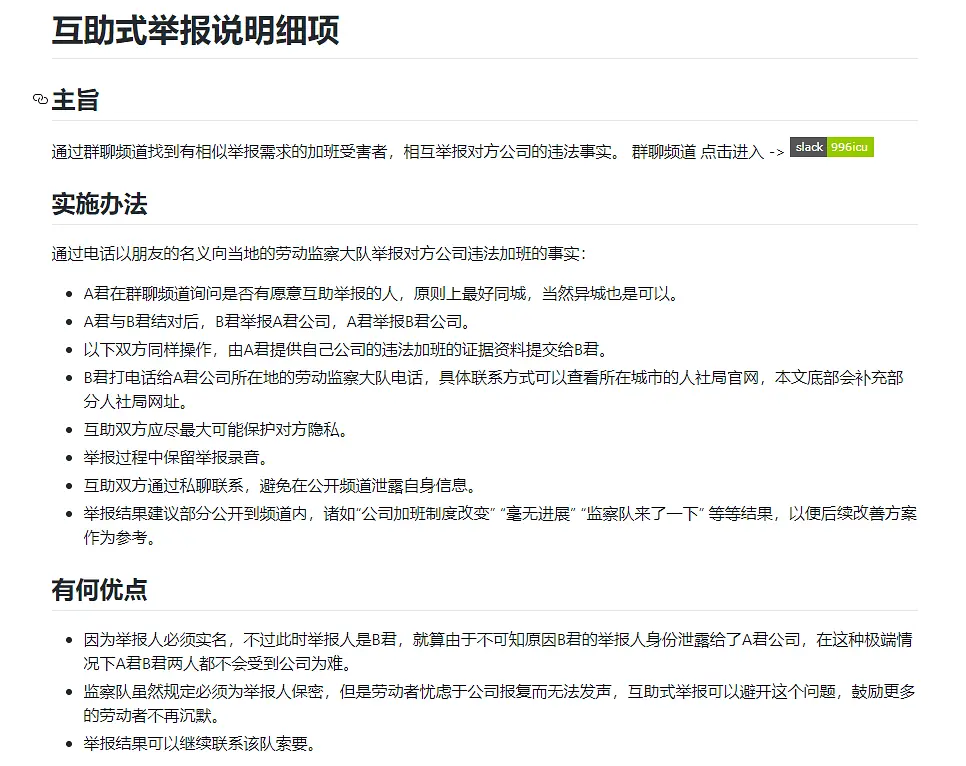 互助式举报说明细项
主旨
通过群聊频道找到有相似举报需求的加班受害者，相互举报对方公司的违法事实。 群聊频道 点击进入 -> slack 996icu
实施办法
通过电话以朋友的名义向当地的劳动监察大队举报对方公司违法加班的事实：
A君在群聊频道询问是否有愿意互助举报的人，原则上最好同城，当然异城也是可以。
A君与B君结对后，B君举报A君公司，A君举报B君公司。
以下双方同样操作，由A君提供自己公司的违法加班的证据资料提交给B君。
B君打电话给A君公司所在地的劳动监察大队电话，具体联系方式可以查看所在城市的人社局官网，本文底部会补充部
分人社局网址。
互助双方应尽最大可能保护对方隐私。
举报过程中保留举报录音。
互助双方通过私聊联系，避免在公开频道泄露自身信息。
举报结果建议部分公开到频道内，诸如“公司加班制度改变” “毫无进展” “监察队来了一下” 等等结果，以便后续改善方案
作为参考。
有何优点
因为举报人必须实名，不过此时举报人是B君，就算由于不可知原因B君的举报人身份泄露给了A君公司，在这种极端情
况下A君B君两人都不会受到公司为难。
监察队虽然规定必须为举报人保密，但是劳动者忧虑于公司报复而无法发声，互助式举报可以避开这个问题，鼓励更多
的劳动者不再沉默。
举报结果可以继续联系该队索要。